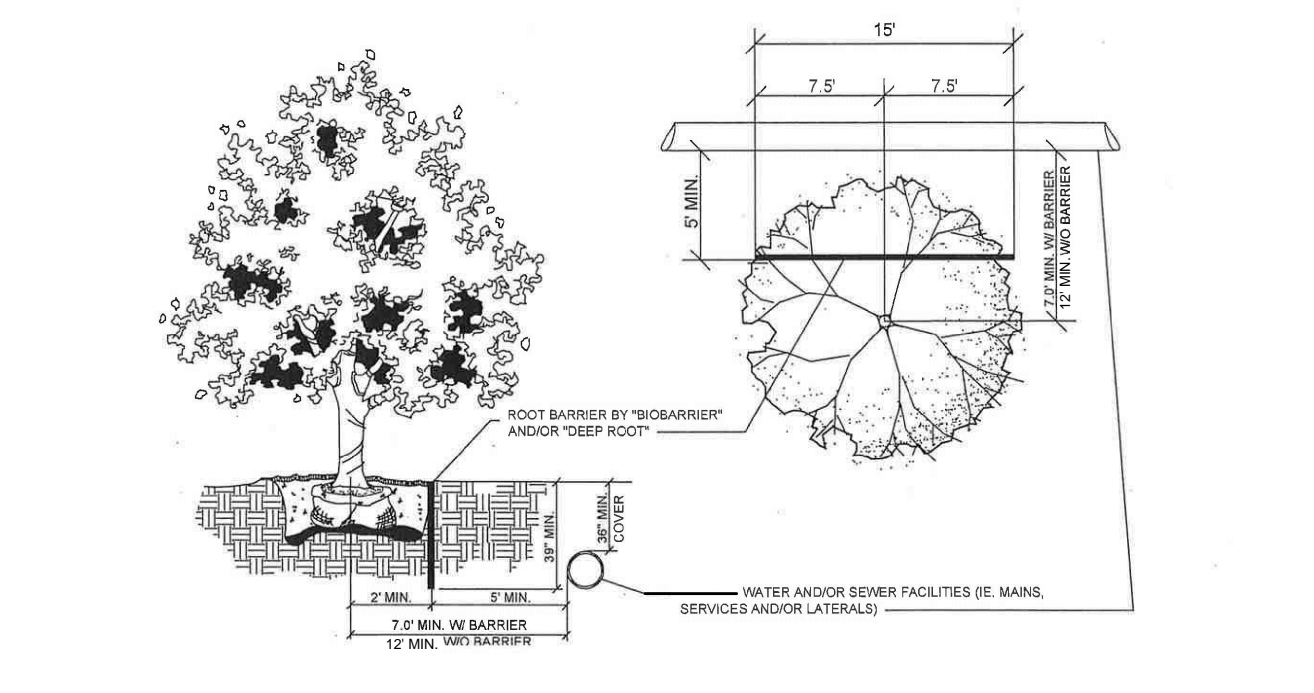 15'
7.5'
7.5'
5' MIN.
7.0' MIN. W/ BARRIER
12' MIN. W/O BARRIER
ROOT BARRIER BY "BIOBARRIER"
AND/OR "DEEP ROOT"
39" MIN.
36" MIN.
COVER
2' MIN.
5' MIN.
7.0' MIN. W/ BARRIER
12' MIN. W/O BARRIER
WATER AND/OR SEWER FACILITIES (IE. MAINS,
SERVICES AND/OR LATERALS)